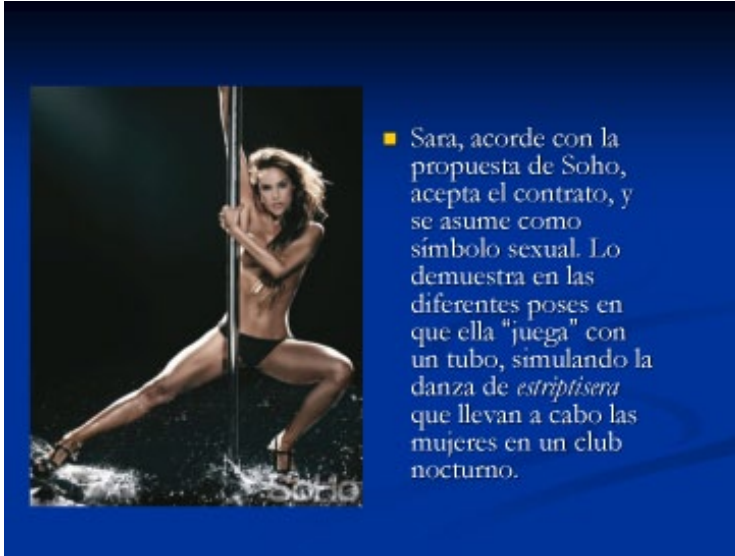 Sara, acorde con la
propuesta de Soho,
acepta el contrato, y
se asume como
símbolo sexual. Lo
demuestra en las
diferentes poses en
que ella “juega” con
un tubo, simulando la
danza de estriptisera
que llevan a cabo las
mujeres en un club
nocturno.
SoHo